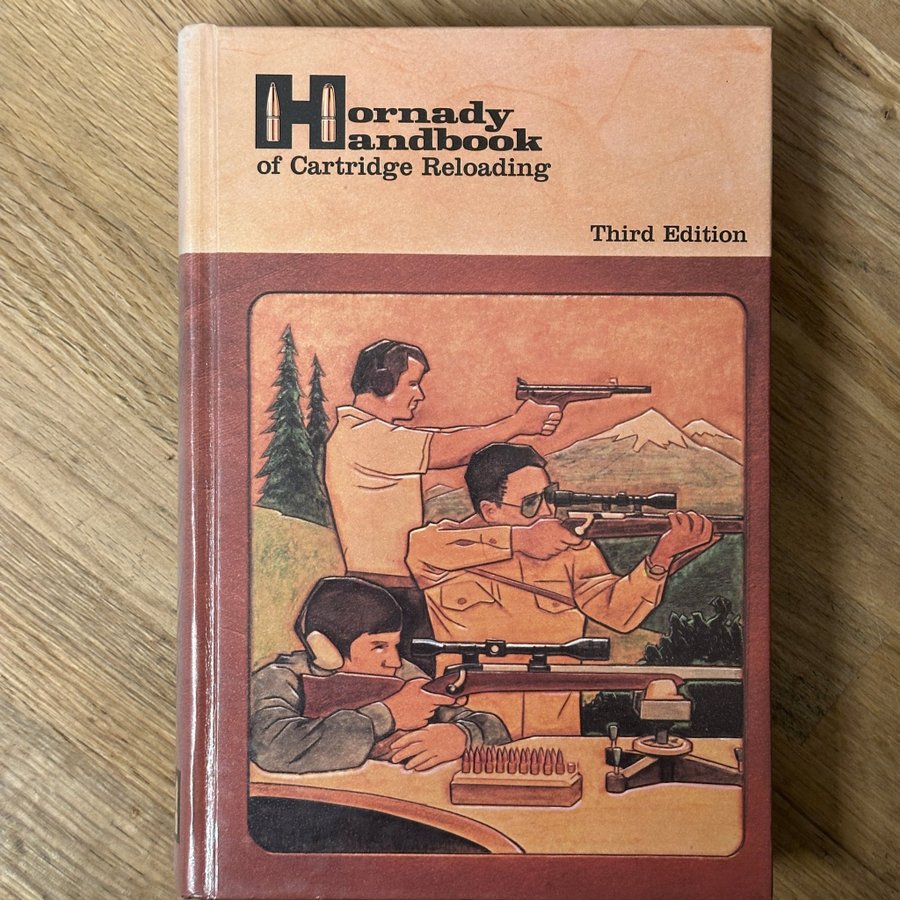 Hornady
Handbook
of Cartridge Reloading
Third Edition